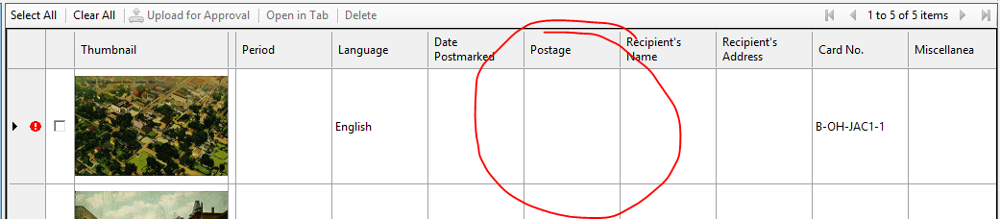 Select All Clear All Upload for Approval Open in Tab Delete 1 to 5 of 5 items
Thumbnail Period Language Date Postmarked Postage Recipient's Name Recipient's Address Card No. Miscellanea
English B-OH-JAC1-1